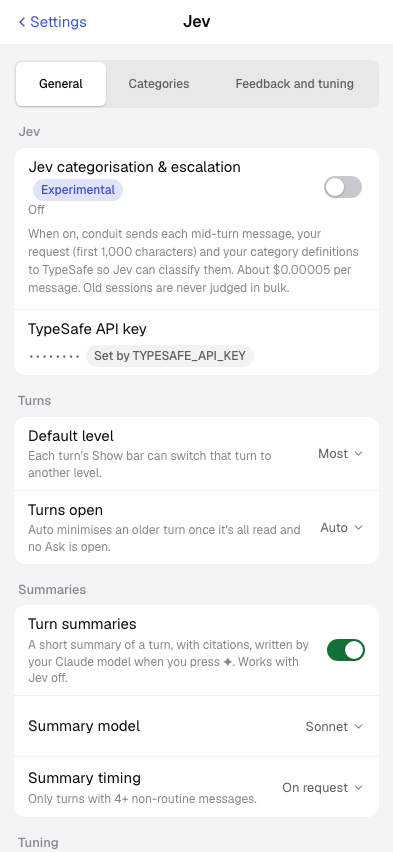 Settings
Jev
General
Categories
Feedback and tuning
Jev
Jev categorisation & escalation
Experimental
Off
When on, conduit sends each mid-turn message, your
request (first 1,000 characters) and your category definitions
to TypeSafe so Jev can classify them. About $0.00005 per
message. Old sessions are never judged in bulk.
TypeSafe API key
········ Set by TYPESAFE_API_KEY
Turns
Default level
Each turn's Show bar can switch that turn to
another level.
Most
Turns open
Auto minimises an older turn once it's all read and
no Ask is open.
Auto
Summaries
Turn summaries
A short summary of a turn, with citations, written by
your Claude model when you press ✦. Works with
Jev off.
Summary model
Sonnet
Summary timing
Only turns with 4+ non-routine messages.
On request
Tuning